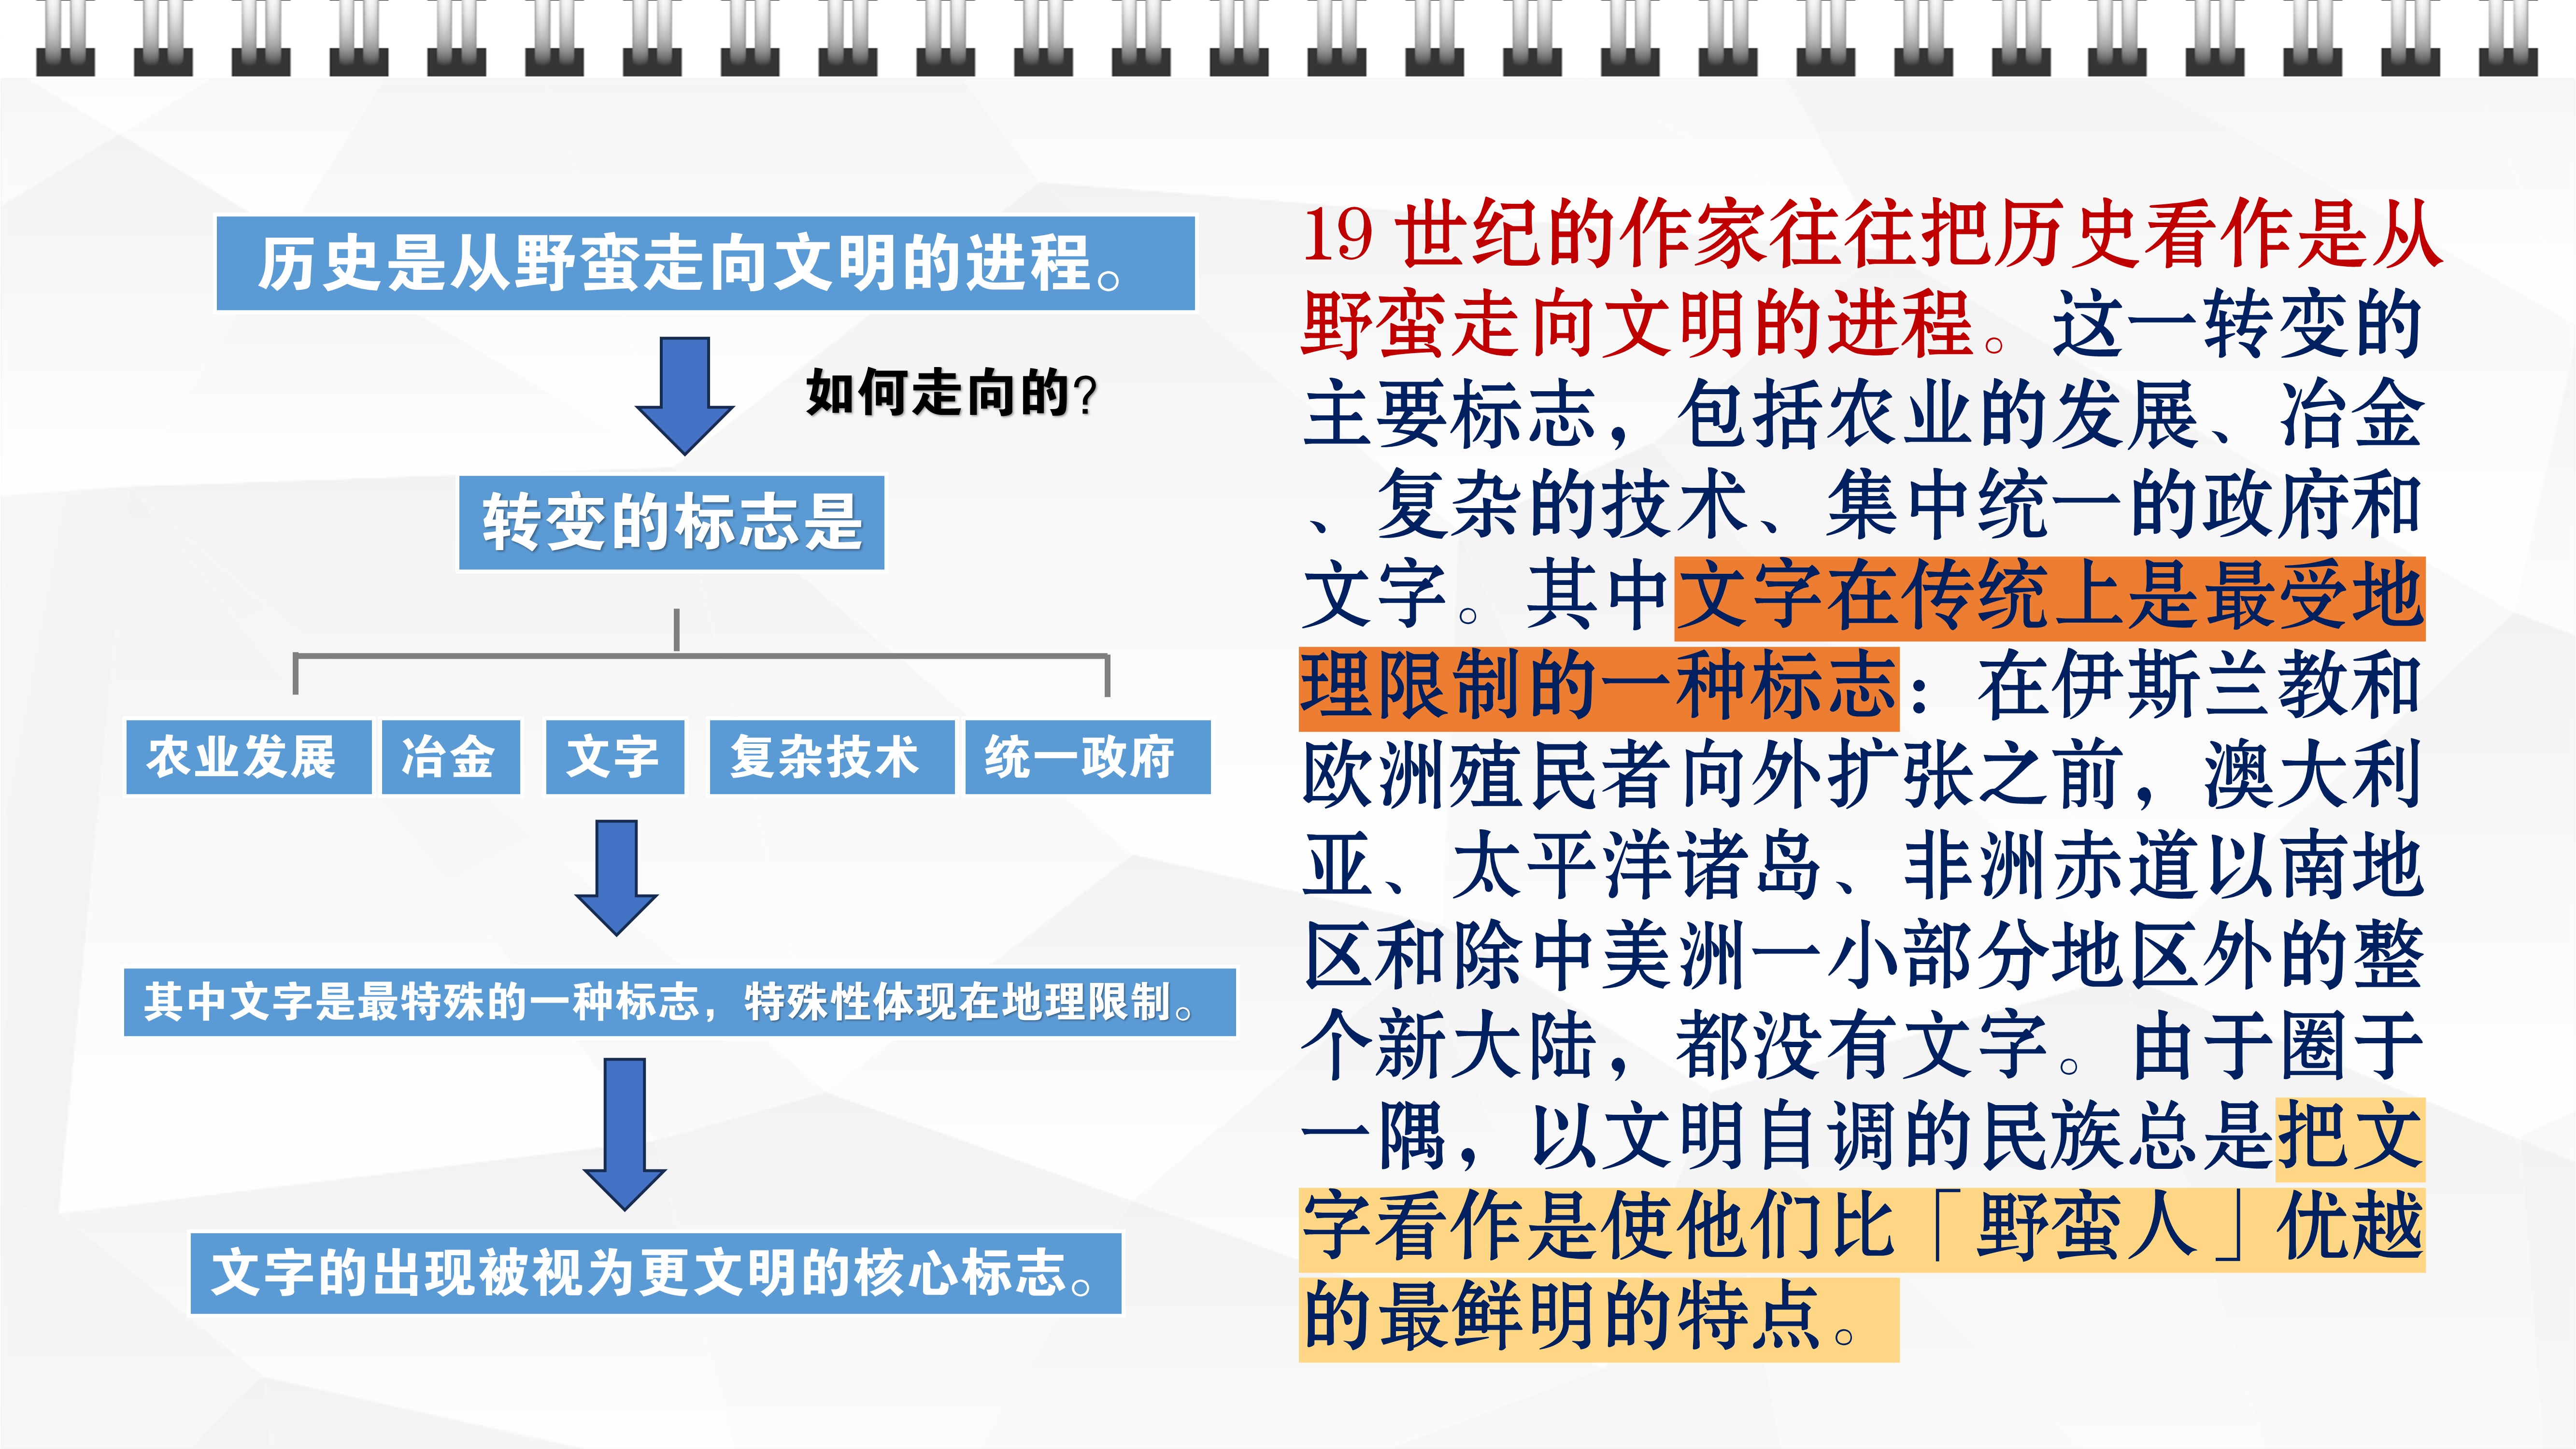 历史是从野蛮走向文明的进程。
如何走向的?
转变的标志是
农业发展
冶金
文字
复杂技术
统一政府
其中文字是最特殊的一种标志，特殊性体现在地理限制。
文字的出现被视为更文明的核心标志。
19 世纪的作家往往把历史看作是从
野蛮走向文明的进程。这一转变的
主要标志，包括农业的发展、冶金
、复杂的技术、集中统一的政府和
文字。其中文字在传统上是最受地
理限制的一种标志：在伊斯兰教和
欧洲殖民者向外扩张之前，澳大利
亚、太平洋诸岛、非洲赤道以南地
区和除中美洲一小部分地区外的整
个新大陆，都没有文字。由于圈于
一隅，以文明自调的民族总是把文
字看作是使他们比「野蛮人」优越
的最鲜明的特点。